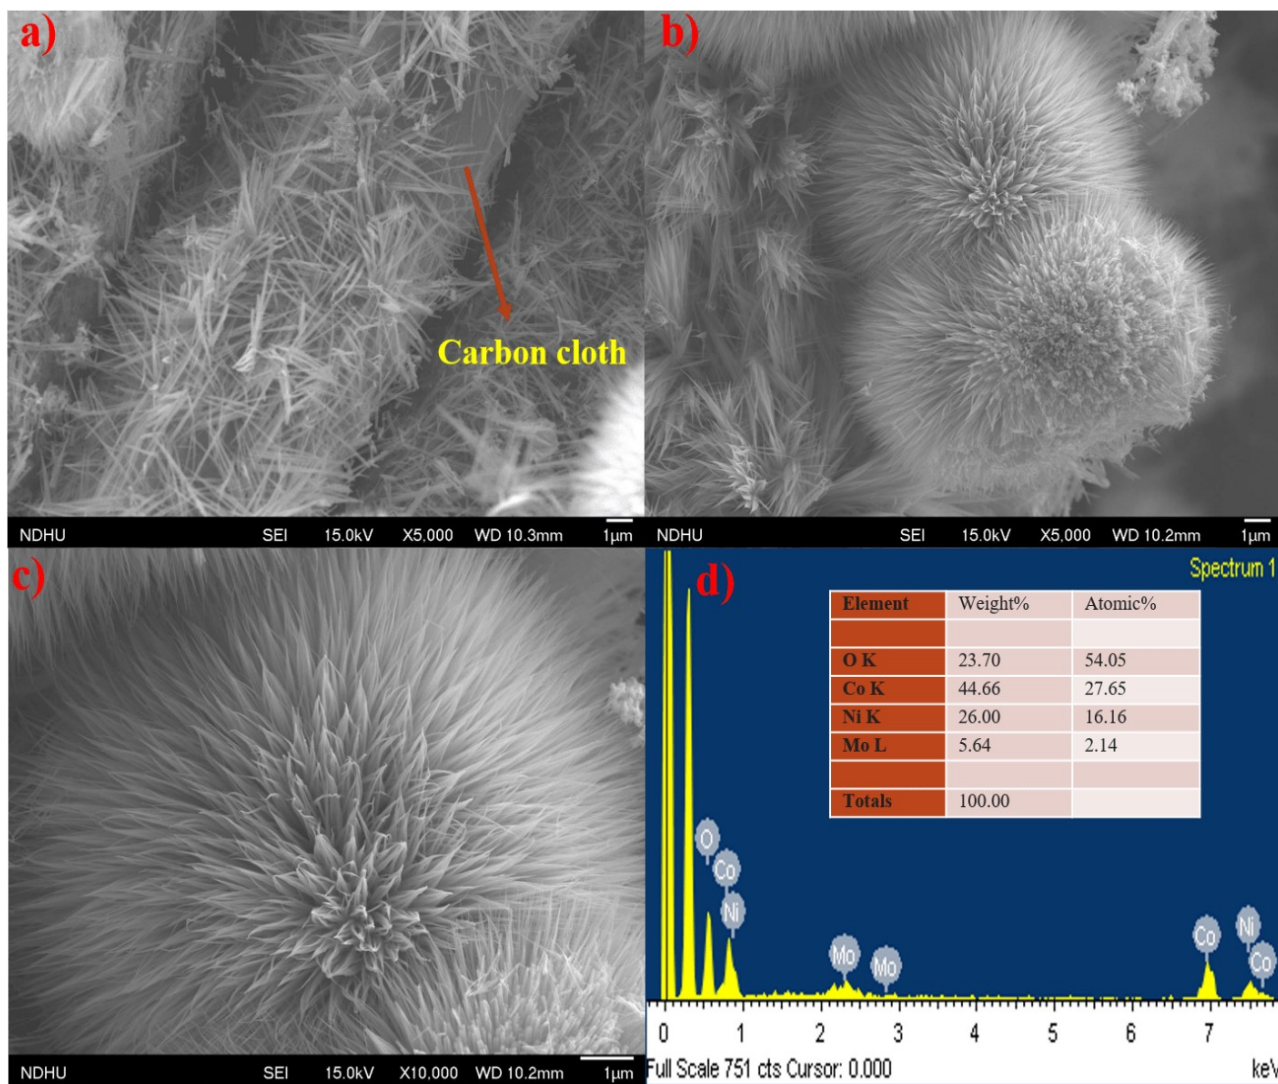 a)
Carbon cloth
NDHU SEI 15.0kV X5,000 WD 10.3mm 1μm
b)
NDHU SEI 15.0kV X5,000 WD 10.2mm 1μm
c)
NDHU SEI 15.0kV X10,000 WD 10.2mm 1μm
d)
Spectrum 1
Element Weight% Atomic%
O K 23.70 54.05
Co K 44.66 27.65
Ni K 26.00 16.16
Mo L 5.64 2.14
Totals 100.00
O
Co
Ni
Mo
Mo
Co
Ni
Co
0 1 2 3 4 5 6 7
Full Scale 751 cts Cursor: 0.000 keV